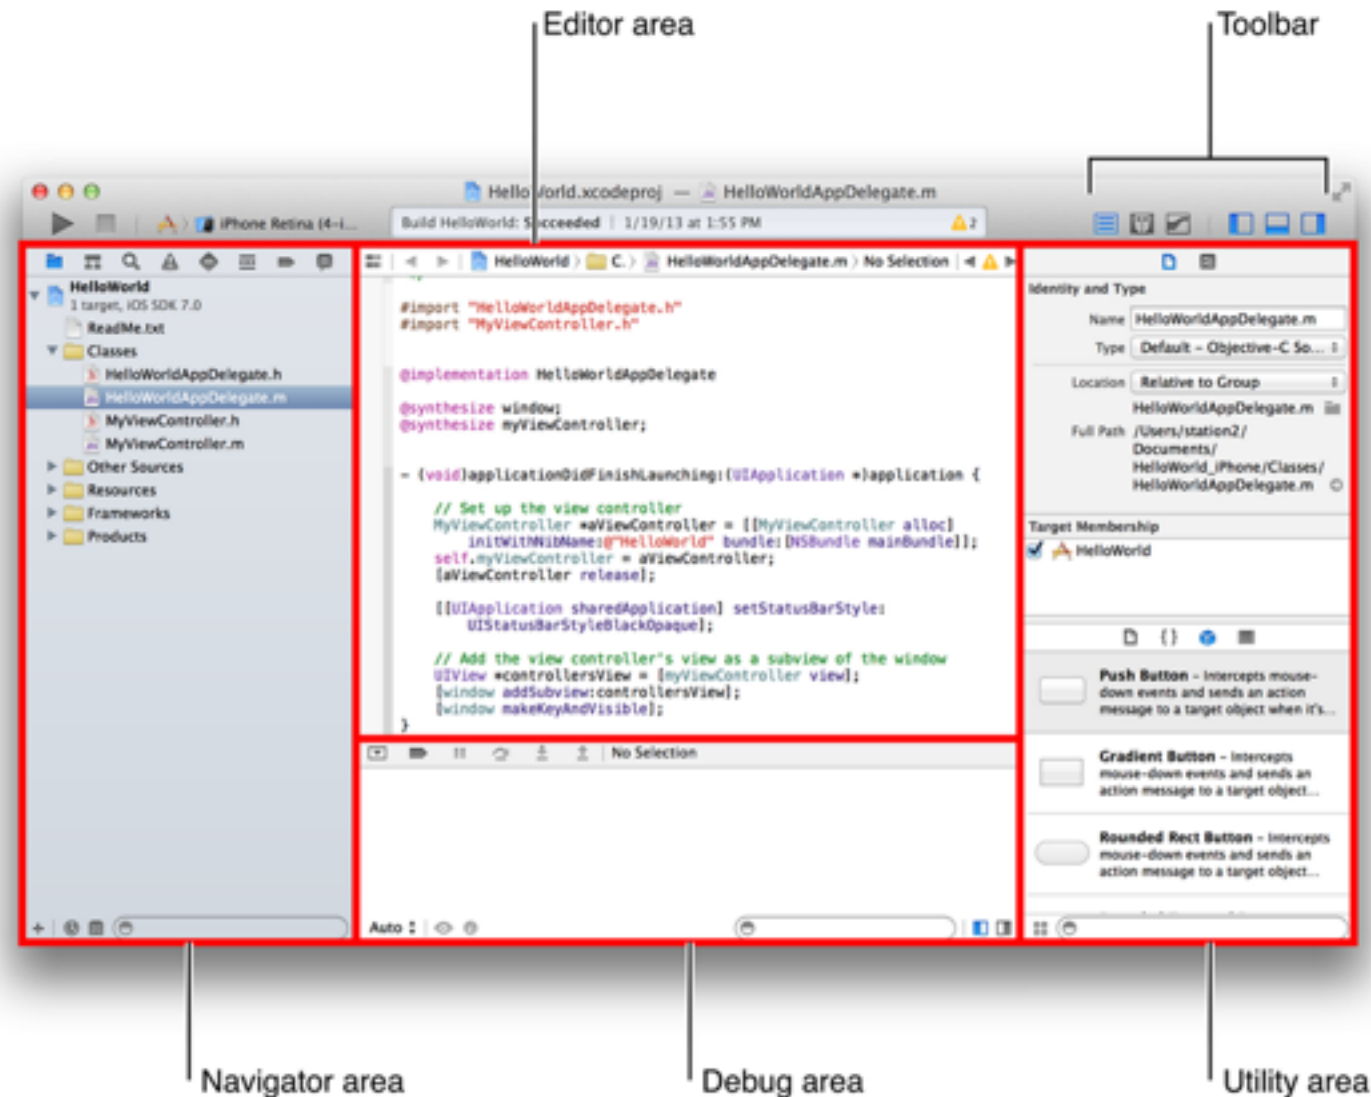 Editor area
Toolbar
HelloWorld.xcodeproj — HelloWorldAppDelegate.m
iPhone Retina (4-i...
Build HelloWorld: Succeeded | 1/19/13 at 1:55 PM
2
HelloWorld
1 target, iOS SDK 7.0
ReadMe.txt
Classes
HelloWorldAppDelegate.h
HelloWorldAppDelegate.m
MyViewController.h
MyViewController.m
Other Sources
Resources
Frameworks
Products
HelloWorld C. HelloWorldAppDelegate.m No Selection
#import "HelloWorldAppDelegate.h"
#import "MyViewController.h"
@implementation HelloWorldAppDelegate
@synthesize window;
@synthesize myViewController;
- (void)applicationDidFinishLaunching:(UIApplication *)application {
// Set up the view controller
MyViewController *aViewController = [[MyViewController alloc]
initWithNibName:@"HelloWorld" bundle:[NSBundle mainBundle]];
self.myViewController = aViewController;
[aViewController release];
[[UIApplication sharedApplication] setStatusBarStyle:
UIStatusBarStyleBlackOpaque];
// Add the view controller's view as a subview of the window
UIView *controllersView = [myViewController view];
[window addSubview:controllersView];
[window makeKeyAndVisible];
}
No Selection
Auto
Identity and Type
Name HelloWorldAppDelegate.m
Type Default - Objective-C So...
Location Relative to Group
HelloWorldAppDelegate.m
Full Path /Users/station2/
Documents/
HelloWorld_iPhone/Classes/
HelloWorldAppDelegate.m
Target Membership
HelloWorld
{ }
Push Button - Intercepts mouse-
down events and sends an action
message to a target object when it's...
Gradient Button - Intercepts
mouse-down events and sends an
action message to a target object...
Rounded Rect Button - Intercepts
mouse-down events and sends an
action message to a target object...
Navigator area
Debug area
Utility area